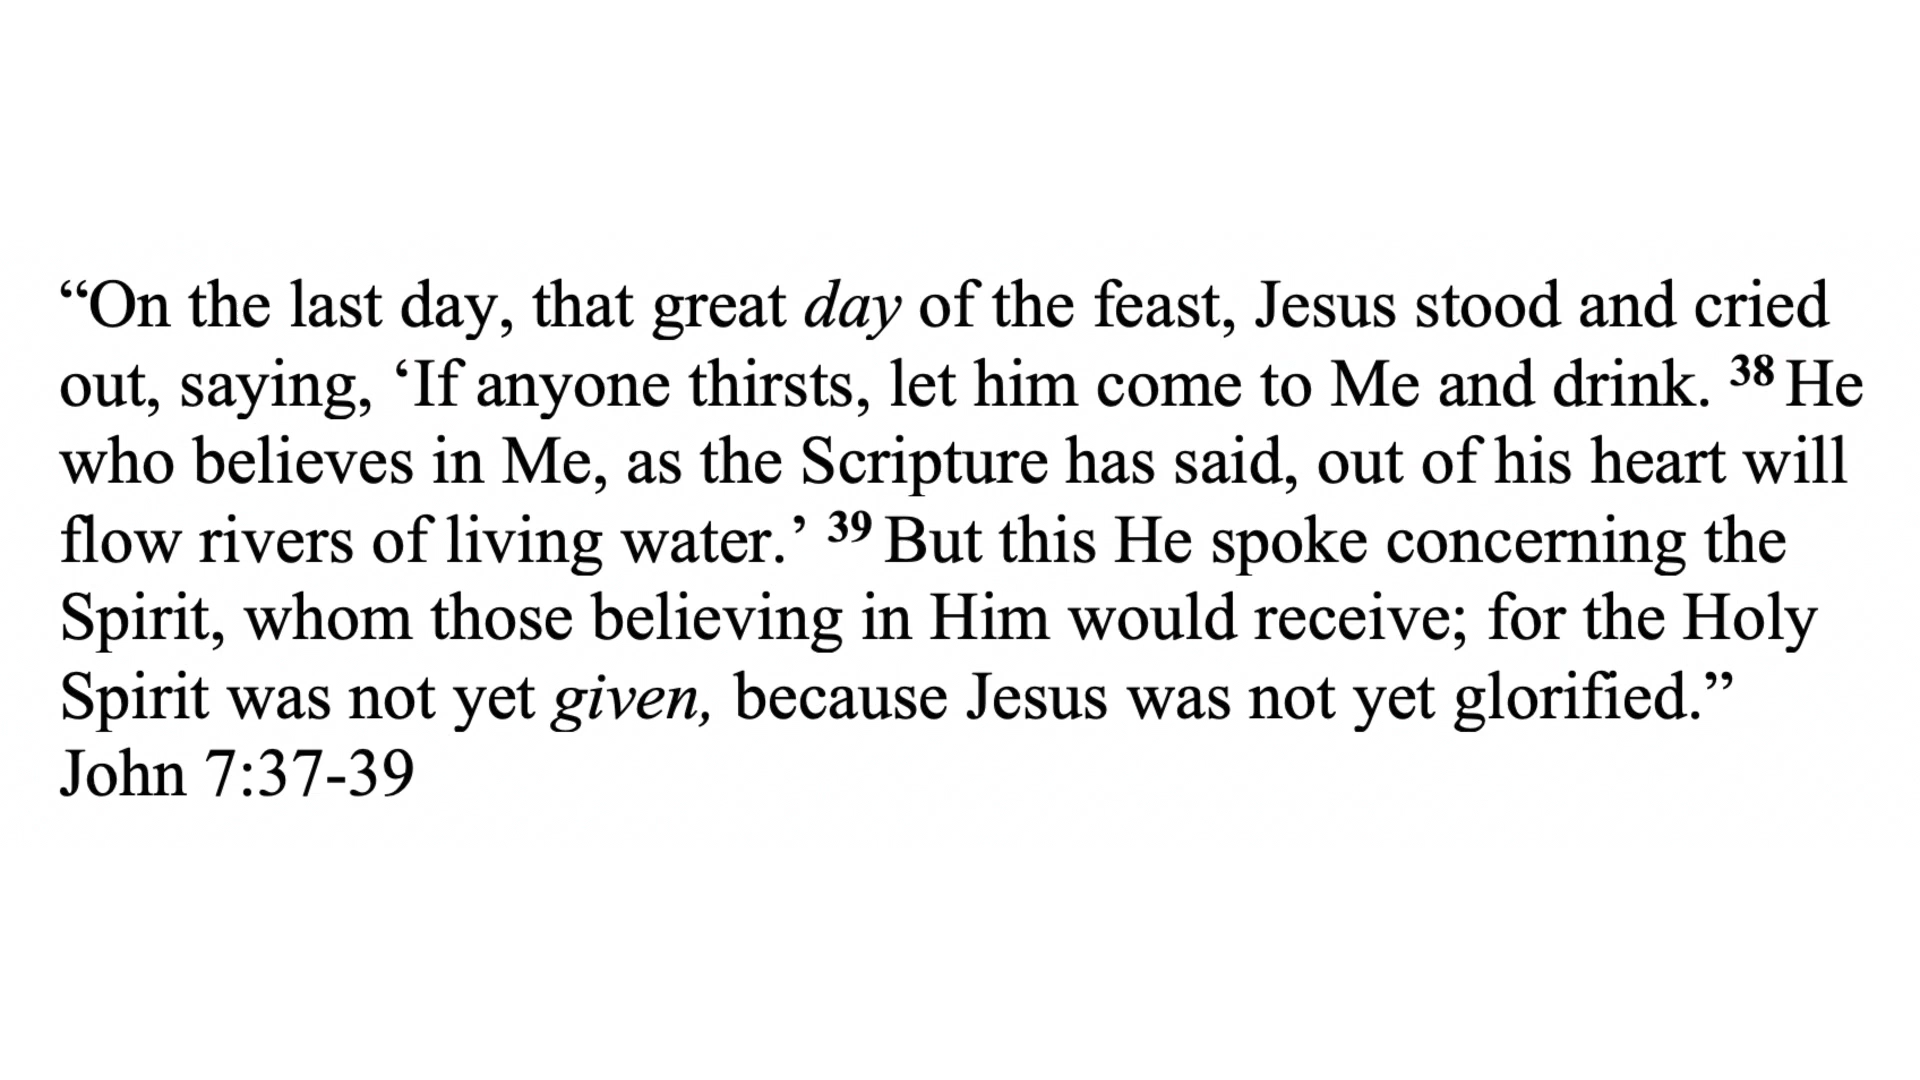 “On the last day, that great day of the feast, Jesus stood and cried
out, saying, ‘If anyone thirsts, let him come to Me and drink. 38 He
who believes in Me, as the Scripture has said, out of his heart will
flow rivers of living water.’ 39 But this He spoke concerning the
Spirit, whom those believing in Him would receive; for the Holy
Spirit was not yet given, because Jesus was not yet glorified.”
John 7:37-39